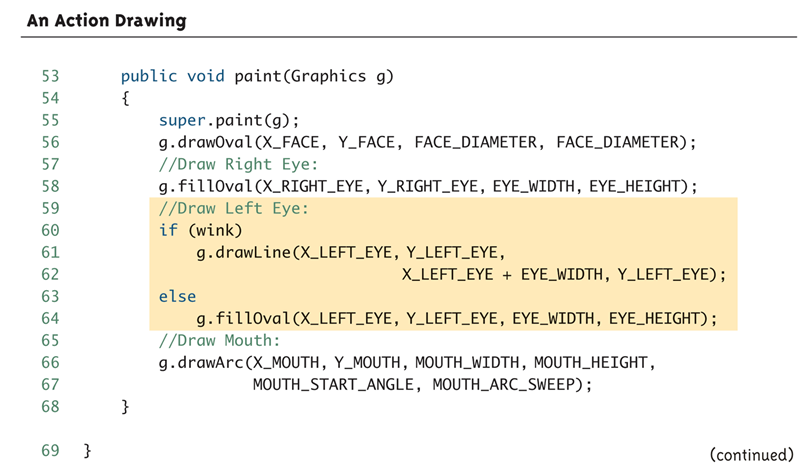 An Action Drawing
53 public void paint(Graphics g)
54 {
55 super.paint(g);
56 g.drawOval(X_FACE, Y_FACE, FACE_DIAMETER, FACE_DIAMETER);
57 //Draw Right Eye:
58 g.fillOval(X_RIGHT_EYE, Y_RIGHT_EYE, EYE_WIDTH, EYE_HEIGHT);
59 //Draw Left Eye:
60 if (wink)
61 g.drawLine(X_LEFT_EYE, Y_LEFT_EYE,
62 X_LEFT_EYE + EYE_WIDTH, Y_LEFT_EYE);
63 else
64 g.fillOval(X_LEFT_EYE, Y_LEFT_EYE, EYE_WIDTH, EYE_HEIGHT);
65 //Draw Mouth:
66 g.drawArc(X_MOUTH, Y_MOUTH, MOUTH_WIDTH, MOUTH_HEIGHT,
67 MOUTH_START_ANGLE, MOUTH_ARC_SWEEP);
68 }
69 }
(continued)